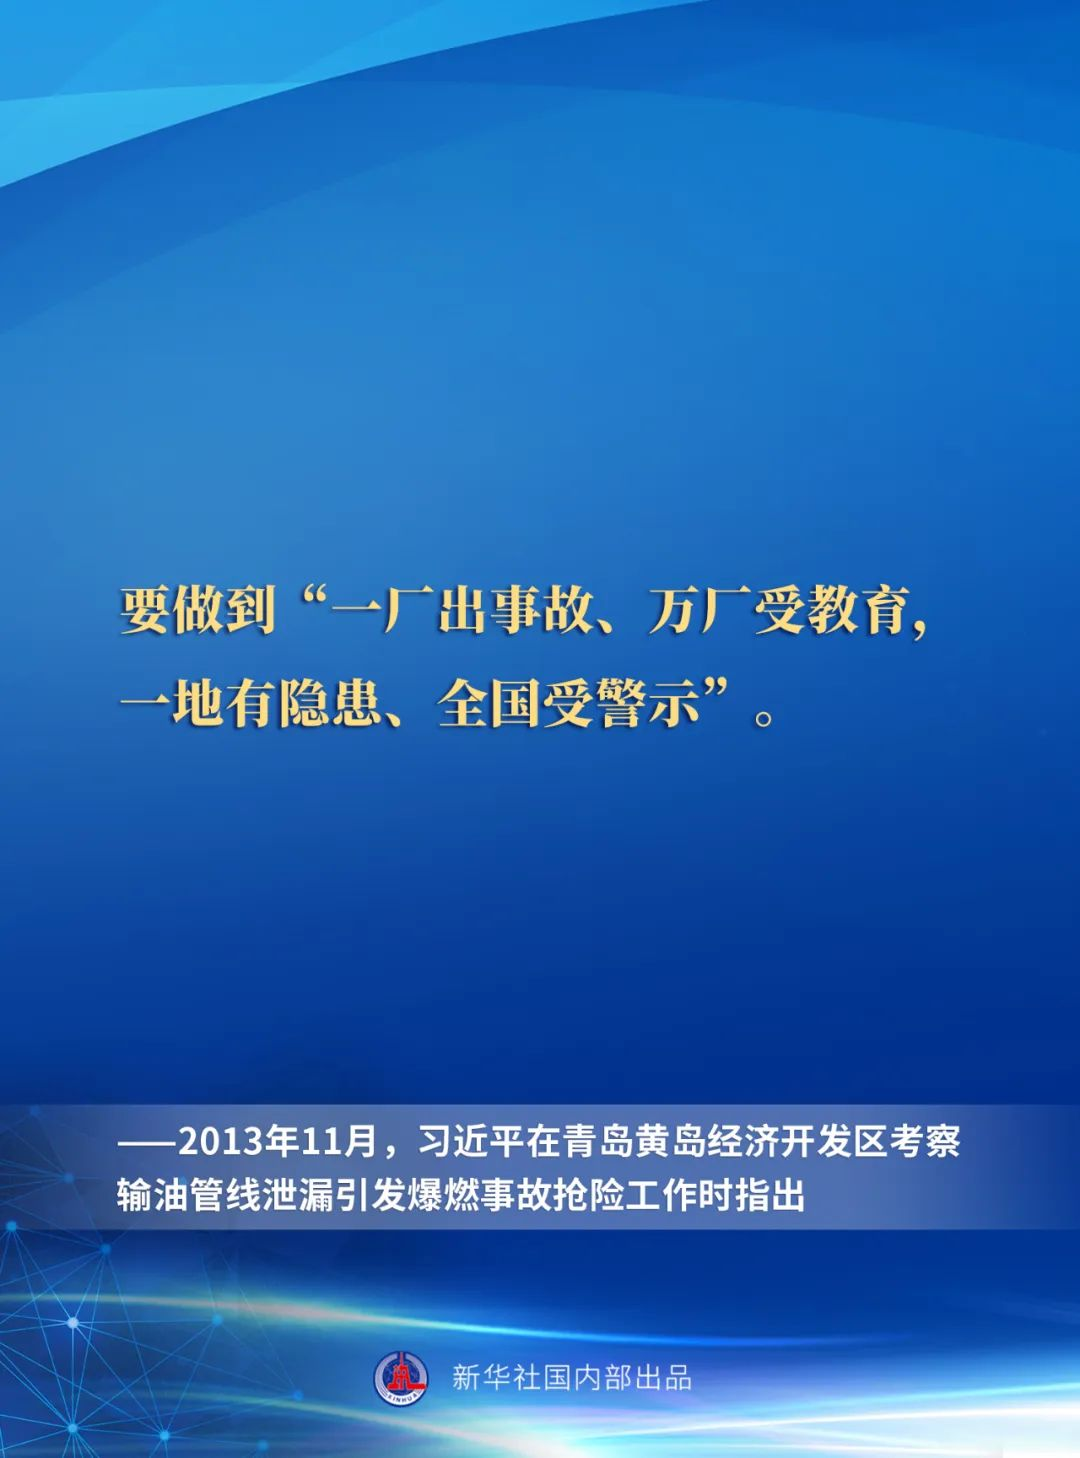 要做到“一厂出事故、万厂受教育，
一地有隐患、全国受警示”。
——2013年11月，习近平在青岛黄岛经济开发区考察
输油管线泄漏引发爆燃事故抢险工作时指出
XINHUA
新华社国内部出品